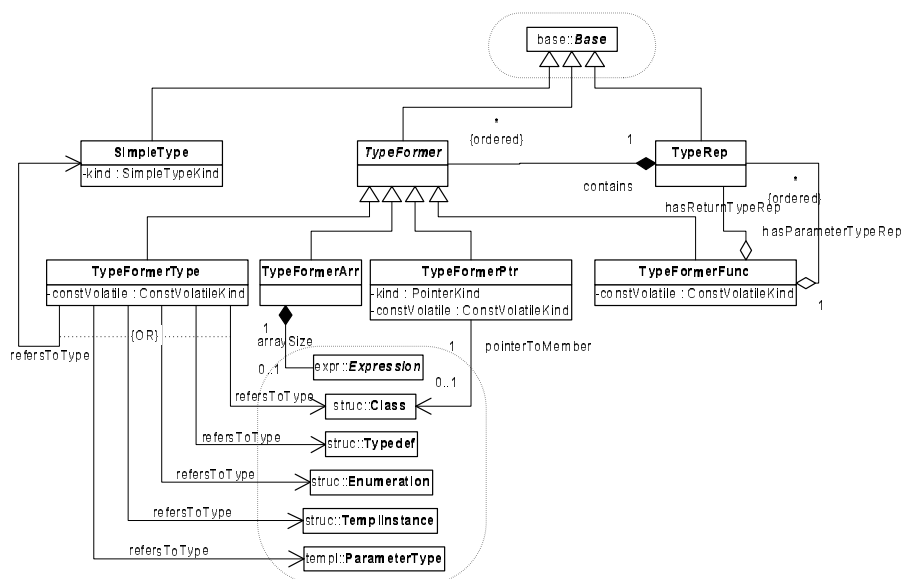 base::Base
*
{ordered}
1
SimpleType
-kind : SimpleTypeKind
TypeFormer
TypeRep
contains
*
{ordered}
hasReturnTypeRep
hasParameterTypeRep
TypeFormerType
-constVolatile : ConstVolatileKind
TypeFormerArr
TypeFormerPtr
-kind : PointerKind
-constVolatile : ConstVolatileKind
TypeFormerFunc
-constVolatile : ConstVolatileKind
1
1
{OR}
arraySize
1
pointerToMember
refersToType
0..1
expr::Expression
0..1
refersToType
struc::Class
refersToType
struc::Typedef
refersToType
struc::Enumeration
refersToType
struc::TemplInstance
refersToType
templ::ParameterType